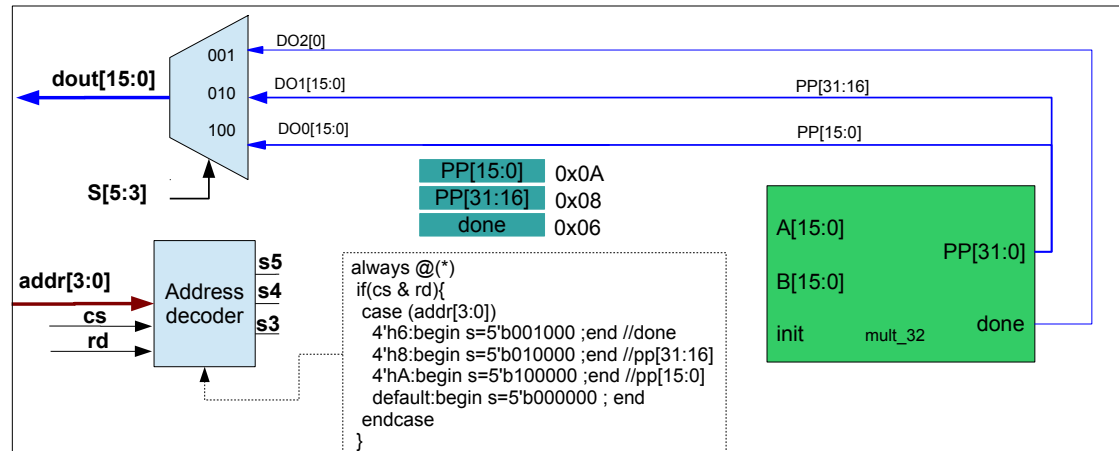 001
DO2[0]
dout[15:0]
010
DO1[15:0]
PP[31:16]
100
DO0[15:0]
PP[15:0]
S[5:3]
PP[15:0] 0x0A
PP[31:16] 0x08
done 0x06
A[15:0]
PP[31:0]
B[15:0]
init
mult_32
done
addr[3:0]
cs
rd
Address
decoder
s5
s4
s3
always @(*)
if(cs & rd){
case (addr[3:0])
4'h6:begin s=5'b001000 ;end //done
4'h8:begin s=5'b010000 ;end //pp[31:16]
4'hA:begin s=5'b100000 ;end //pp[15:0]
default:begin s=5'b000000 ; end
endcase
}